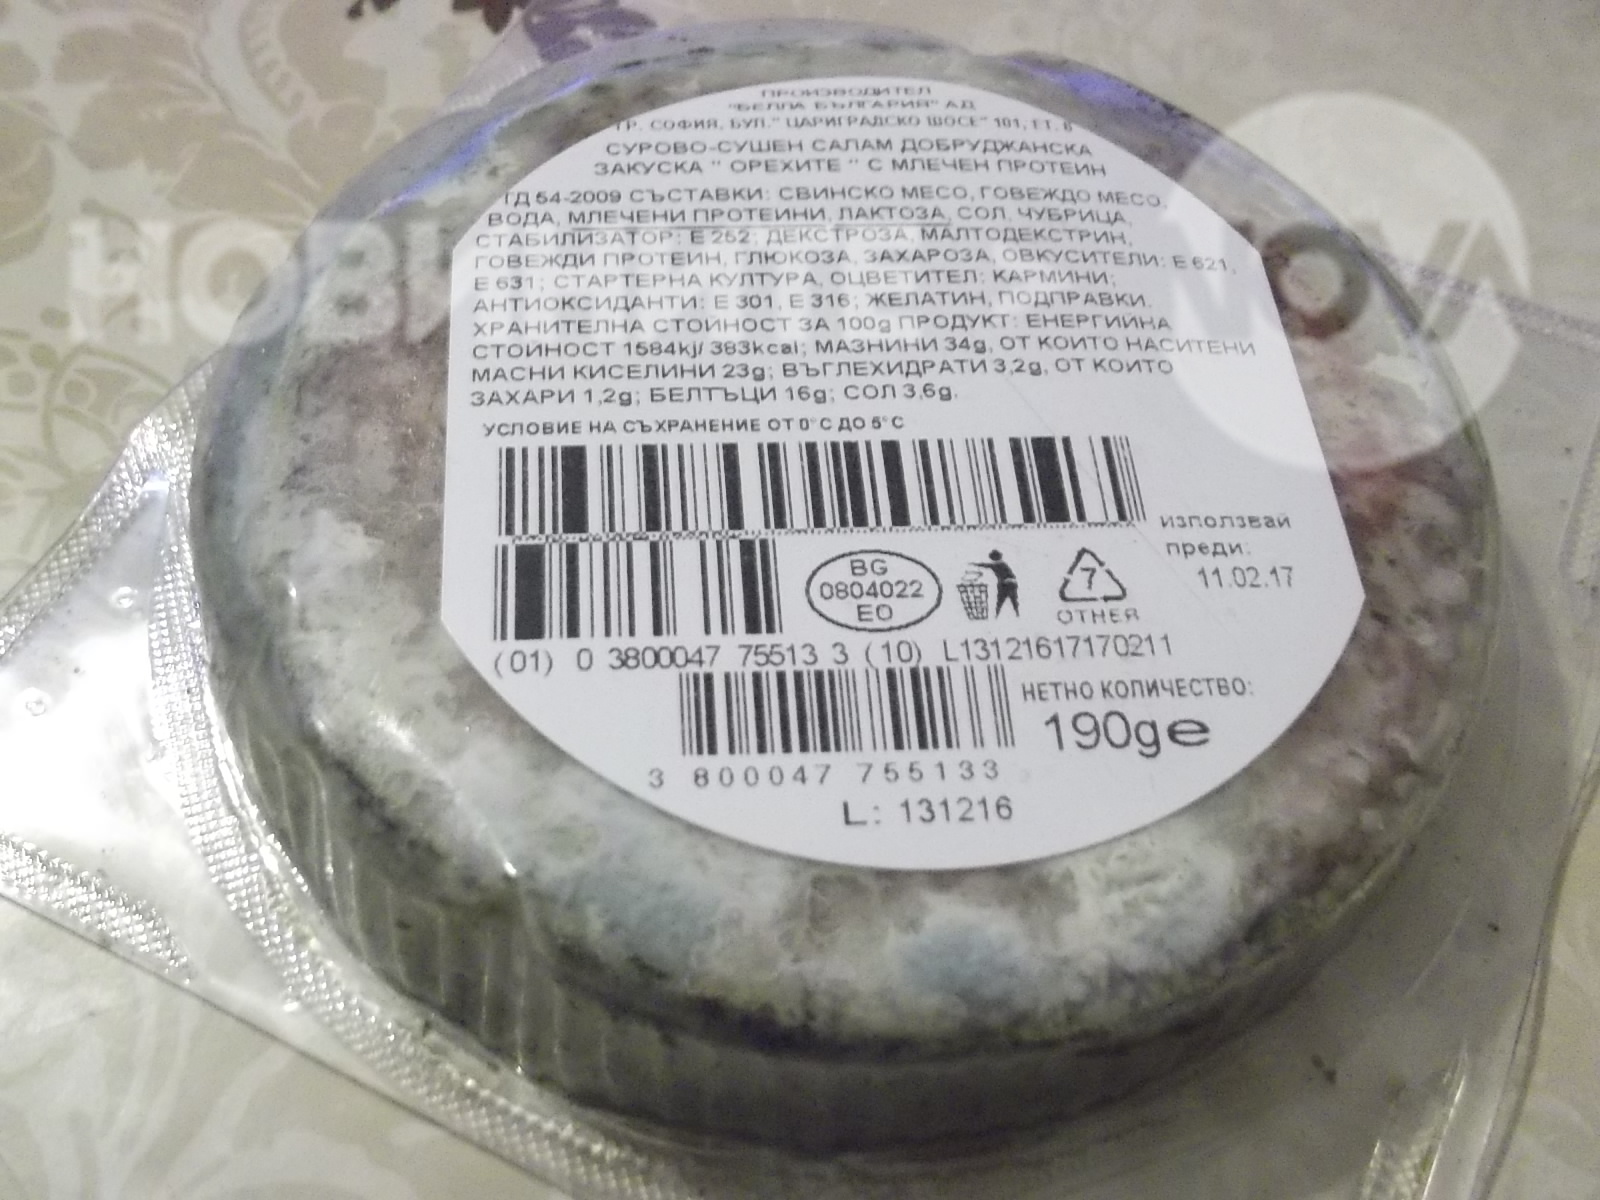 ПРОИЗВОДИТЕЛ
"БЕЛЛА БЪЛГАРИЯ" АД
ГР. СОФИЯ, БУЛ." ЦАРИГРАДСКО ШОСЕ" 101, ЕТ. 8
СУРОВО-СУШЕН САЛАМ ДОБРУДЖАНСКА
ЗАКУСКА " ОРЕХИТЕ " С МЛЕЧЕН ПРОТЕИН
ТД 54-2009 СЪСТАВКИ: СВИНСКО МЕСО, ГОВЕЖДО МЕСО,
ВОДА, МЛЕЧЕНИ ПРОТЕИНИ, ЛАКТОЗА, СОЛ, ЧУБРИЦА,
СТАБИЛИЗАТОР: Е 252; ДЕКСТРОЗА, МАЛТОДЕКСТРИН,
ГОВЕЖДИ ПРОТЕИН, ГЛЮКОЗА, ЗАХАРОЗА, ОВКУСИТЕЛИ: Е 621,
Е 631; СТАРТЕРНА КУЛТУРА, ОЦВЕТИТЕЛ: КАРМИНИ;
АНТИОКСИДАНТИ: Е 301, Е 316; ЖЕЛАТИН, ПОДПРАВКИ.
ХРАНИТЕЛНА СТОЙНОСТ ЗА 100g ПРОДУКТ: ЕНЕРГИЙНА
СТОЙНОСТ 1584kj/ 383kcal; МАЗНИНИ 34g, ОТ КОИТО НАСИТЕНИ
МАСНИ КИСЕЛИНИ 23g; ВЪГЛЕХИДРАТИ 3,2g, ОТ КОИТО
ЗАХАРИ 1,2g; БЕЛТЪЦИ 16g; СОЛ 3,6g.
УСЛОВИЕ НА СЪХРАНЕНИЕ ОТ 0°С ДО 5°С
използвай
преди:
11.02.17
BG
0804022
EO
7
OTHER
(01) 0 3800047 75513 3 (10) L13121617170211
НЕТНО КОЛИЧЕСТВО:
190g e
3 800047 755133
L: 131216
NOVA